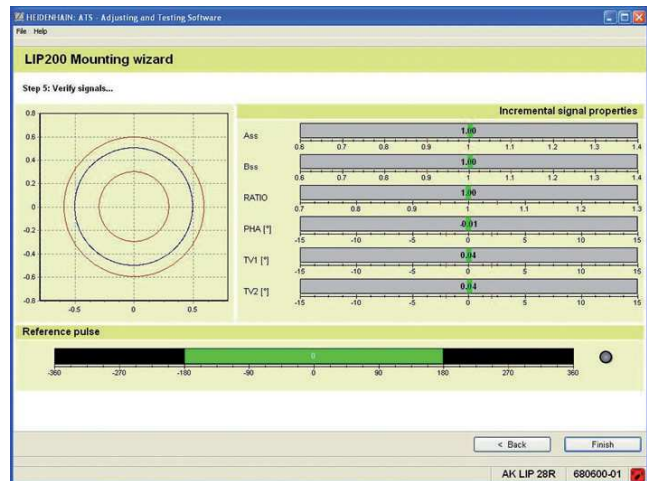 HEIDENHAIN: ATS - Adjusting and Testing Software
File Help
LIP200 Mounting wizard
Step 5: Verify signals...
Incremental signal properties
0.8
0.6
0.4
0.2
0
-0.2
-0.4
-0.6
-0.8
-0.5 0 0.5
Ass 1.00
0.6 0.7 0.8 0.9 1 1.1 1.2 1.3 1.4
Bss 1.00
0.6 0.7 0.8 0.9 1 1.1 1.2 1.3 1.4
RATIO 1.00
0.7 0.8 0.9 1 1.1 1.2 1.3
PHA [°] -0.01
-15 -10 -5 0 5 10 15
TV1 [°] 0.04
-15 -10 -5 0 5 10 15
TV2 [°] 0.04
-15 -10 -5 0 5 10 15
Reference pulse
0
-360 -270 -180 -90 0 90 180 270 360
< Back Finish
AK LIP 28R 680600-01